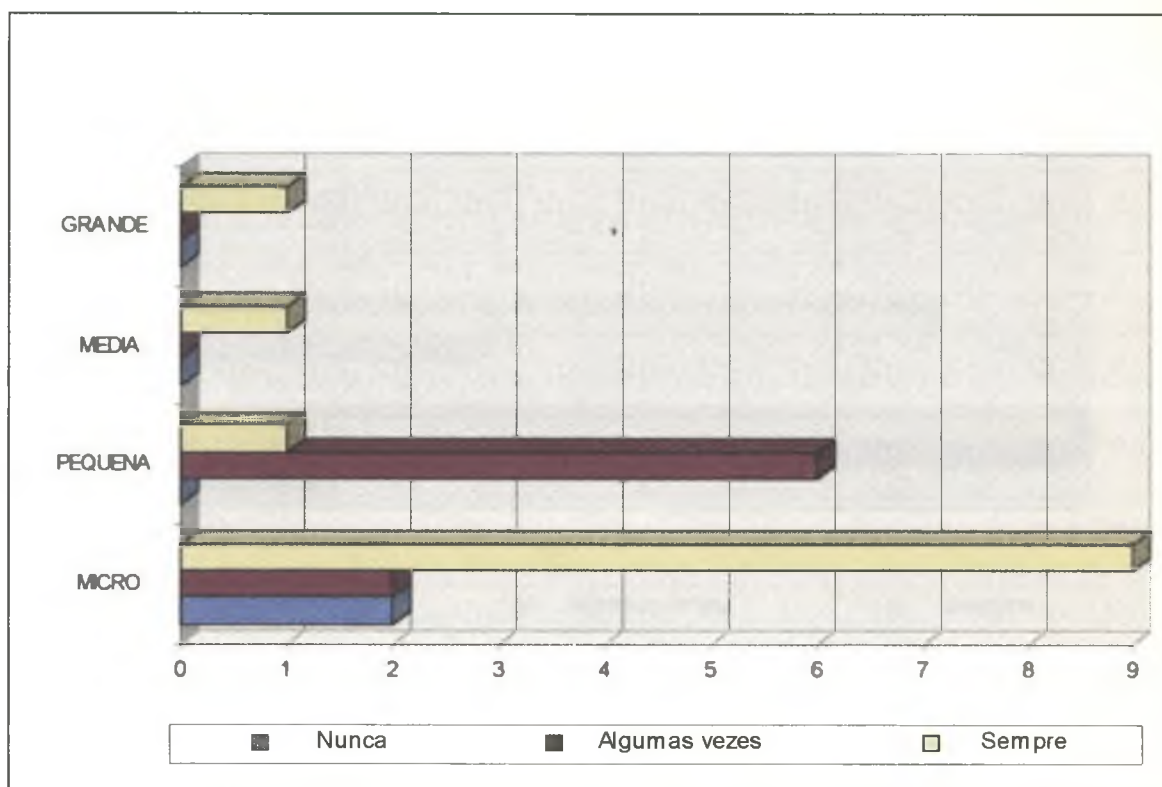 GRANDE
MEDIA
PEQUENA
MICRO
0 1 2 3 4 5 6 7 8 9
Nunca Algumas vezes Sempre